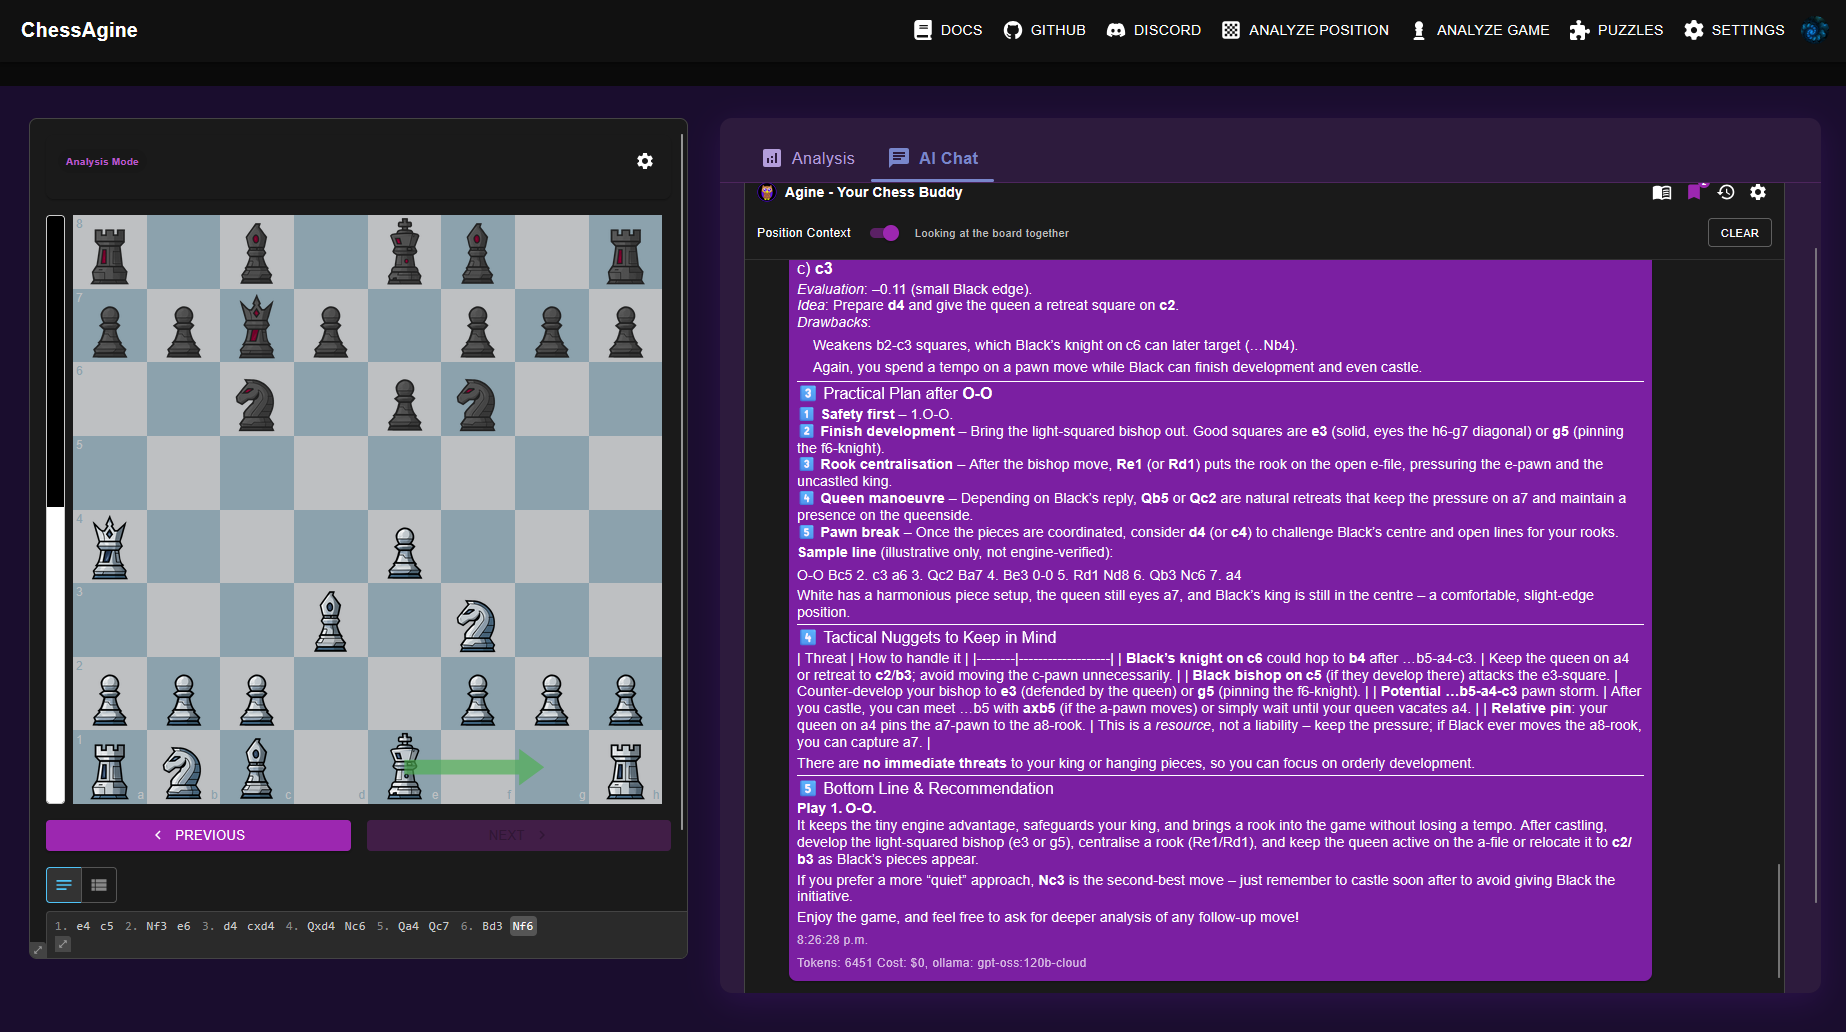 ChessAgine
DOCS
GITHUB
DISCORD
ANALYZE POSITION
ANALYZE GAME
PUZZLES
SETTINGS
Analysis Mode
8
7
6
5
4
3
2
1
a
b
c
d
e
f
g
h
PREVIOUS
NEXT
1. e4 c5 2. Nf3 e6 3. d4 cxd4 4. Qxd4 Nc6 5. Qa4 Qc7 6. Bd3 Nf6
Analysis
AI Chat
Agine - Your Chess Buddy
Position Context
Looking at the board together
CLEAR
c) c3
Evaluation: –0.11 (small Black edge).
Idea: Prepare d4 and give the queen a retreat square on c2.
Drawbacks:
Weakens b2-c3 squares, which Black's knight on c6 can later target (…Nb4).
Again, you spend a tempo on a pawn move while Black can finish development and even castle.
3 Practical Plan after O-O
1 Safety first – 1.O-O.
2 Finish development – Bring the light-squared bishop out. Good squares are e3 (solid, eyes the h6-g7 diagonal) or g5 (pinning
the f6-knight).
3 Rook centralisation – After the bishop move, Re1 (or Rd1) puts the rook on the open e-file, pressuring the e-pawn and the
uncastled king.
4 Queen manoeuvre – Depending on Black's reply, Qb5 or Qc2 are natural retreats that keep the pressure on a7 and maintain a
presence on the queenside.
5 Pawn break – Once the pieces are coordinated, consider d4 (or c4) to challenge Black's centre and open lines for your rooks.
Sample line (illustrative only, not engine-verified):
O-O Bc5 2. c3 a6 3. Qc2 Ba7 4. Be3 0-0 5. Rd1 Nd8 6. Qb3 Nc6 7. a4
White has a harmonious piece setup, the queen still eyes a7, and Black's king is still in the centre – a comfortable, slight-edge
position.
4 Tactical Nuggets to Keep in Mind
| Threat | How to handle it | |--------|-------------------| | Black's knight on c6 could hop to b4 after …b5-a4-c3. | Keep the queen on a4
or retreat to c2/b3; avoid moving the c-pawn unnecessarily. | | Black bishop on c5 (if they develop there) attacks the e3-square. |
Counter-develop your bishop to e3 (defended by the queen) or g5 (pinning the f6-knight). | | Potential …b5-a4-c3 pawn storm. | After
you castle, you can meet …b5 with axb5 (if the a-pawn moves) or simply wait until your queen vacates a4. | | Relative pin: your
queen on a4 pins the a7-pawn to the a8-rook. | This is a resource, not a liability – keep the pressure; if Black ever moves the a8-rook,
you can capture a7. |
There are no immediate threats to your king or hanging pieces, so you can focus on orderly development.
5 Bottom Line & Recommendation
Play 1. O-O.
It keeps the tiny engine advantage, safeguards your king, and brings a rook into the game without losing a tempo. After castling,
develop the light-squared bishop (e3 or g5), centralise a rook (Re1/Rd1), and keep the queen active on the a-file or relocate it to c2/
b3 as Black's pieces appear.
If you prefer a more “quiet” approach, Nc3 is the second-best move – just remember to castle soon after to avoid giving Black the
initiative.
Enjoy the game, and feel free to ask for deeper analysis of any follow-up move!
8:26:28 p.m.
Tokens: 6451 Cost: $0, ollama: gpt-oss:120b-cloud